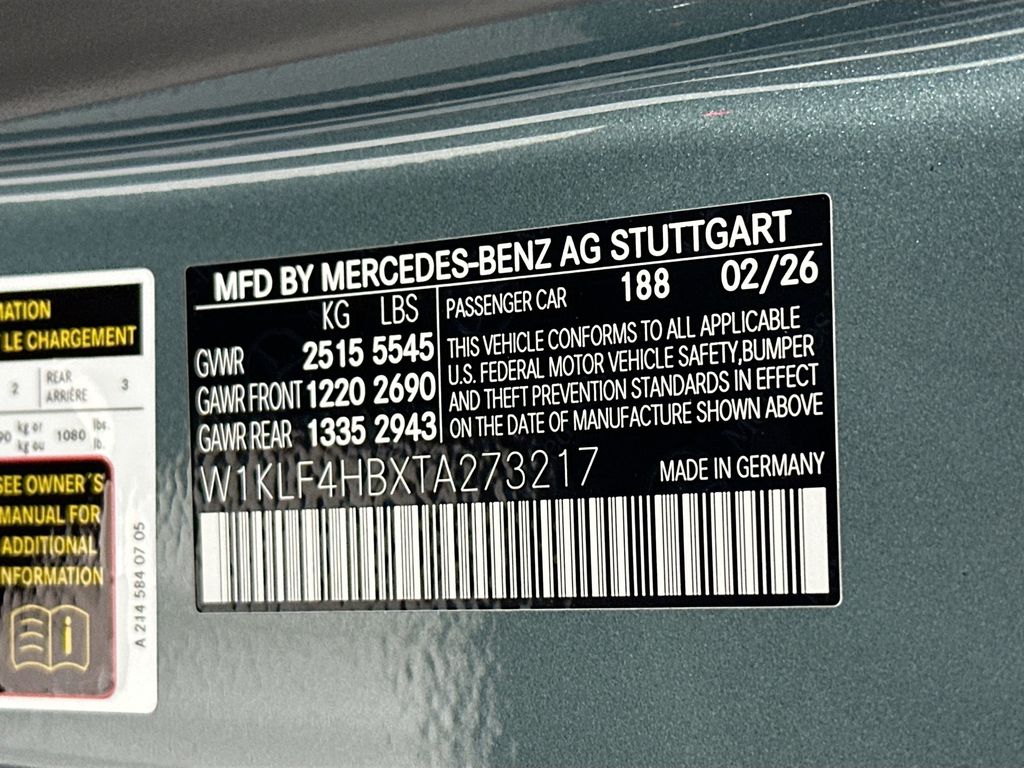 MFD BY MERCEDES-BENZ AG STUTTGART
KG LBS
GVWR 2515 5545
GAWR FRONT 1220 2690
GAWR REAR 1335 2943
PASSENGER CAR 188 02/26
THIS VEHICLE CONFORMS TO ALL APPLICABLE
U.S. FEDERAL MOTOR VEHICLE SAFETY, BUMPER
AND THEFT PREVENTION STANDARDS IN EFFECT
ON THE DATE OF MANUFACTURE SHOWN ABOVE
W1KLF4HBXTA273217
MADE IN GERMANY
LE CHARGEMENT
2 REAR 3
ARRIÈRE
kg or 1080 lbs.
kg ou lb.
SEE OWNER´S
MANUAL FOR
ADDITIONAL
INFORMATION
i
A 214 584 07 05